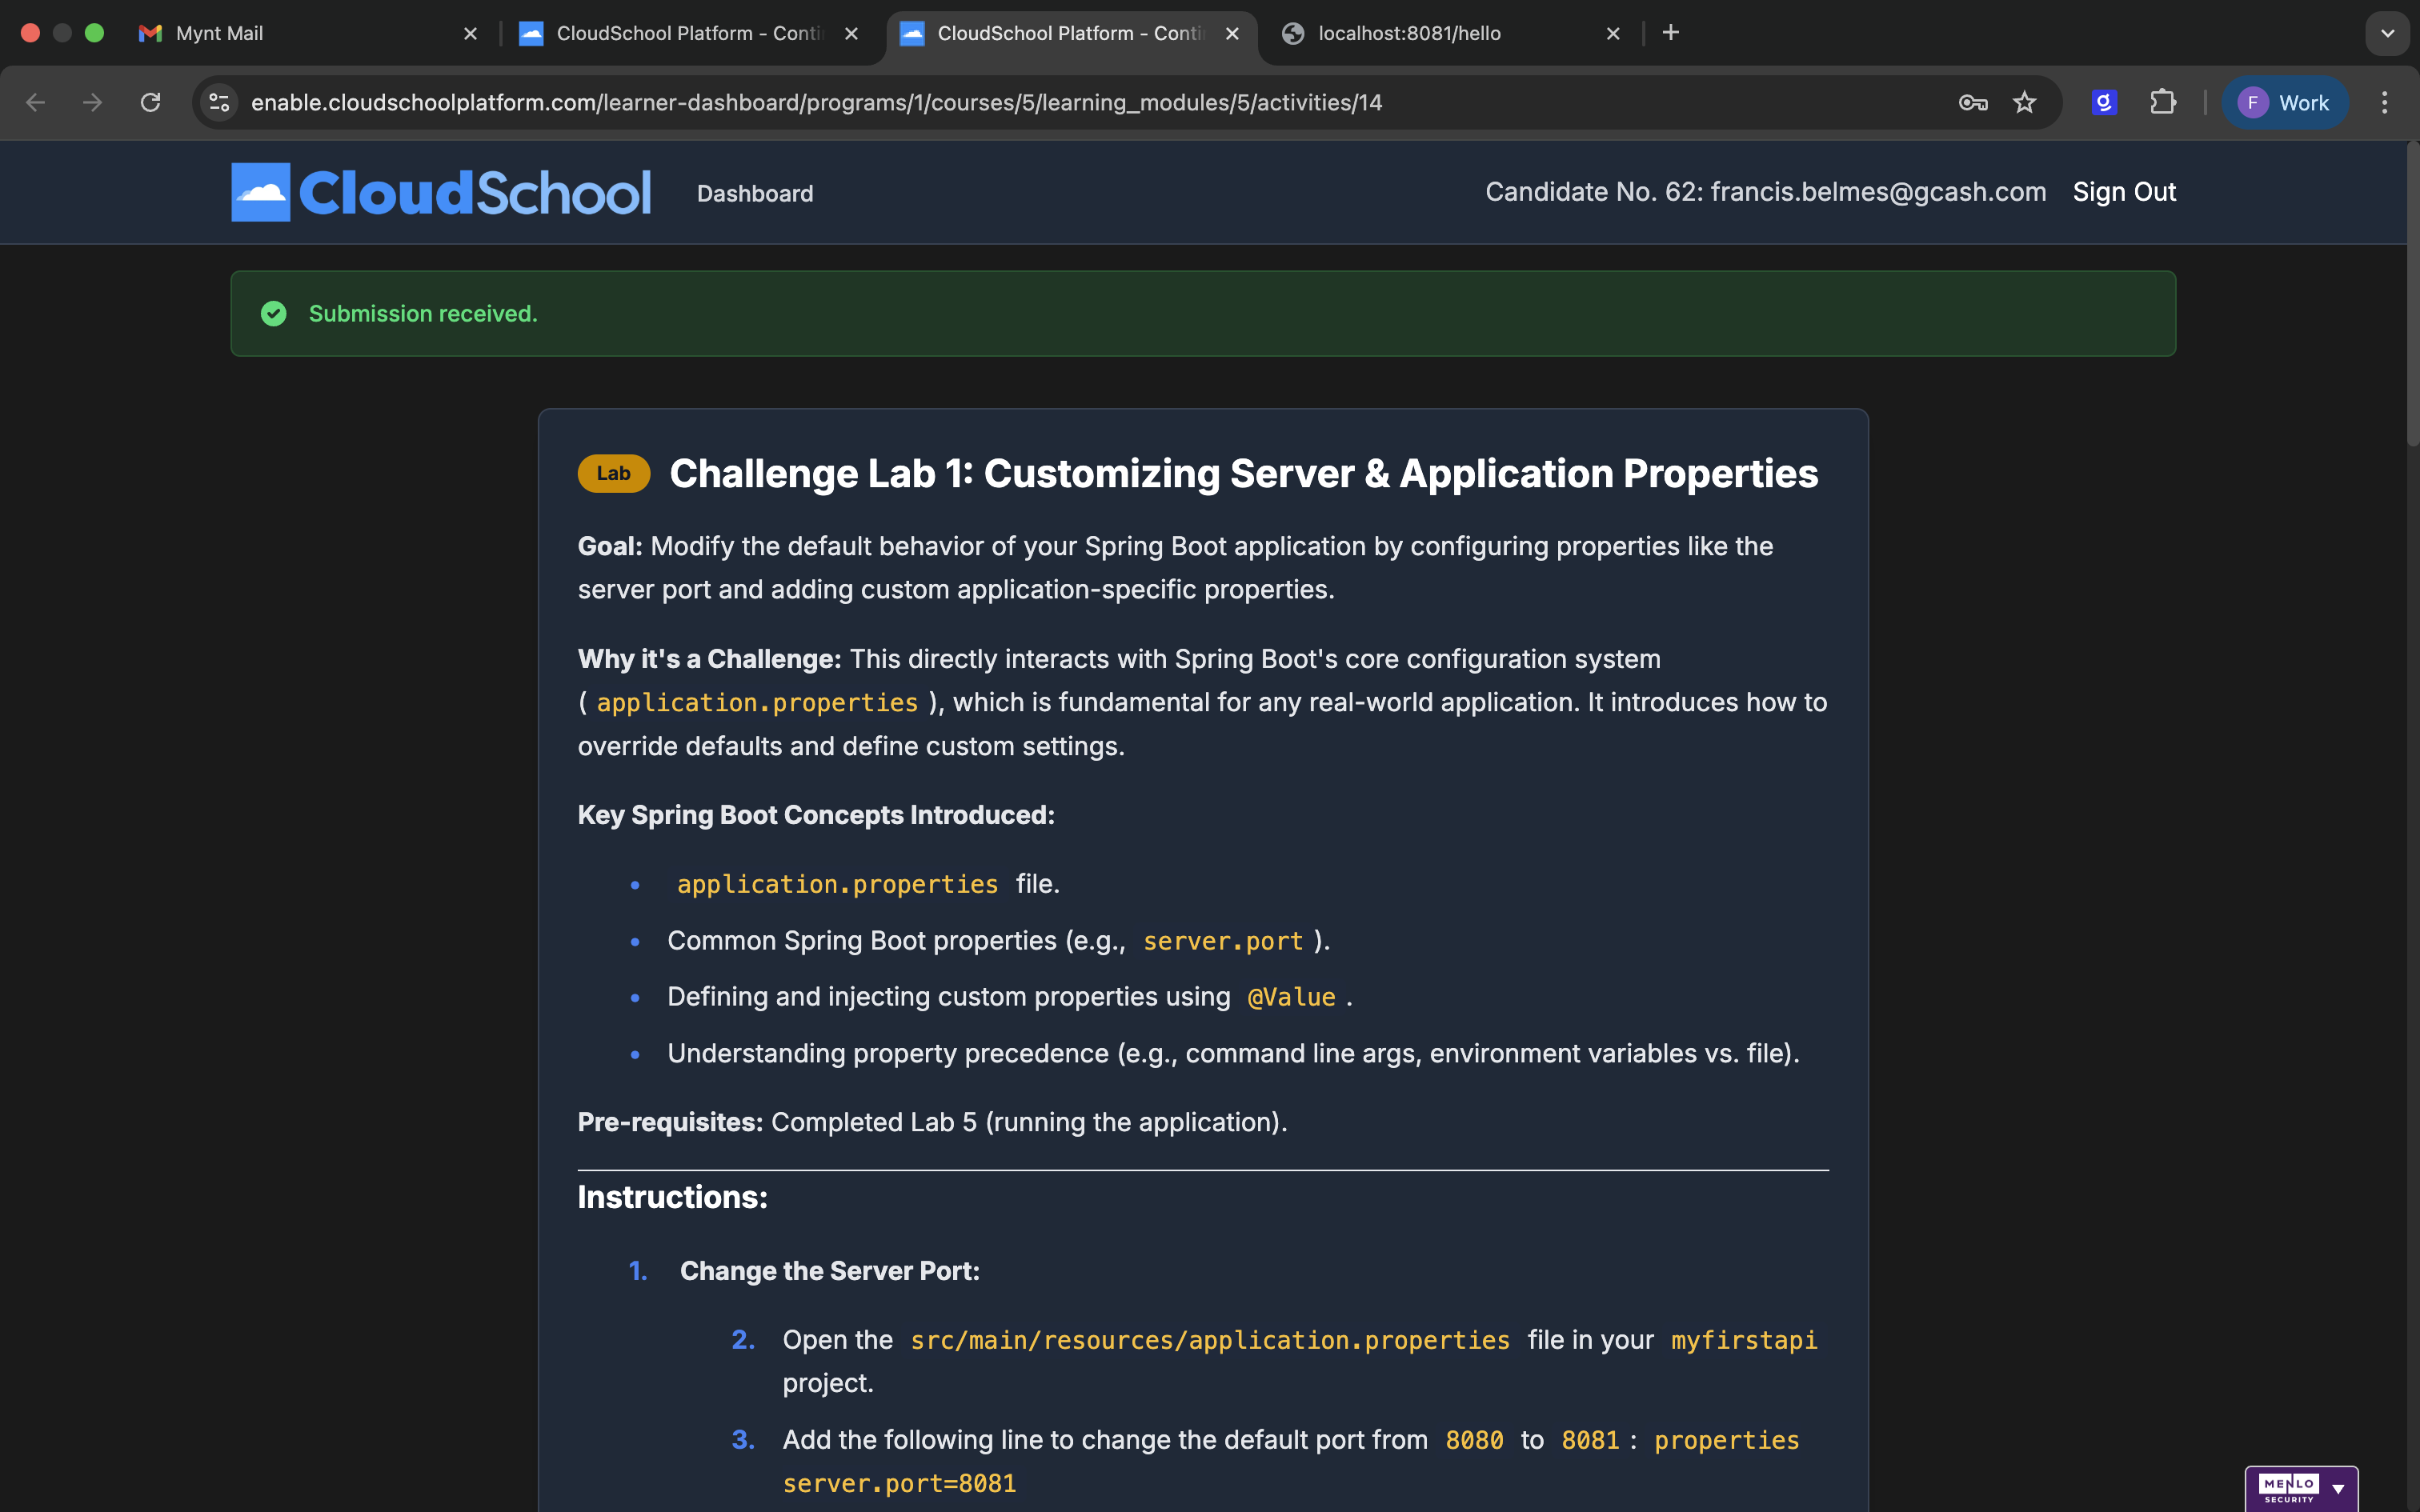 Mynt Mail
CloudSchool Platform - Conti
CloudSchool Platform - Conti
localhost:8081/hello
enable.cloudschoolplatform.com/learner-dashboard/programs/1/courses/5/learning_modules/5/activities/14
F Work
CloudSchool
Dashboard
Candidate No. 62: francis.belmes@gcash.com
Sign Out
Submission received.
Lab
Challenge Lab 1: Customizing Server & Application Properties
Goal: Modify the default behavior of your Spring Boot application by configuring properties like the
server port and adding custom application-specific properties.
Why it's a Challenge: This directly interacts with Spring Boot's core configuration system
( application.properties ), which is fundamental for any real-world application. It introduces how to
override defaults and define custom settings.
Key Spring Boot Concepts Introduced:
• application.properties file.
• Common Spring Boot properties (e.g., server.port ).
• Defining and injecting custom properties using @Value .
• Understanding property precedence (e.g., command line args, environment variables vs. file).
Pre-requisites: Completed Lab 5 (running the application).
Instructions:
1. Change the Server Port:
2. Open the src/main/resources/application.properties file in your myfirstapi
project.
3. Add the following line to change the default port from 8080 to 8081 : properties
server.port=8081
MENLO
SECURITY